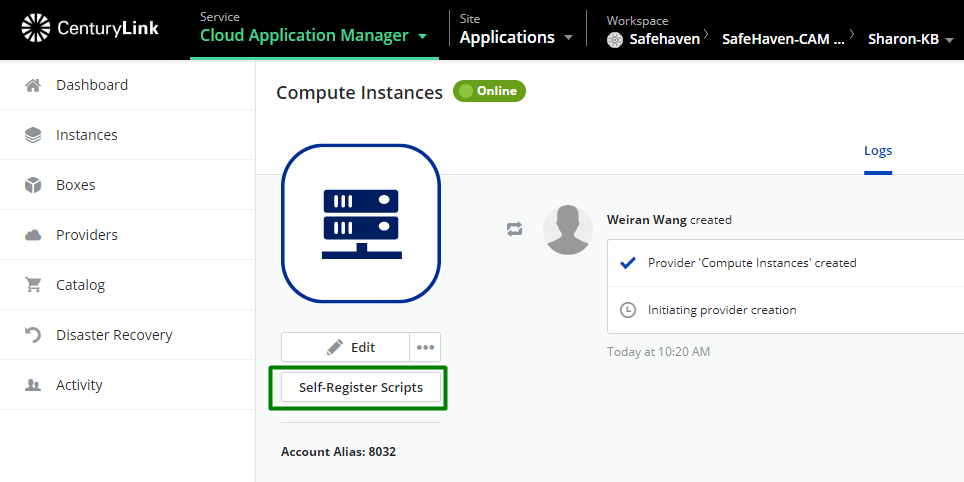 CenturyLink
Service
Cloud Application Manager
Site
Applications
Workspace
Safehaven
SafeHaven-CAM ...
Sharon-KB
Dashboard
Instances
Boxes
Providers
Catalog
Disaster Recovery
Activity
Compute Instances
Online
Logs
Edit
Self-Register Scripts
Account Alias: 8032
Weiran Wang created
Provider 'Compute Instances' created
Initiating provider creation
Today at 10:20 AM